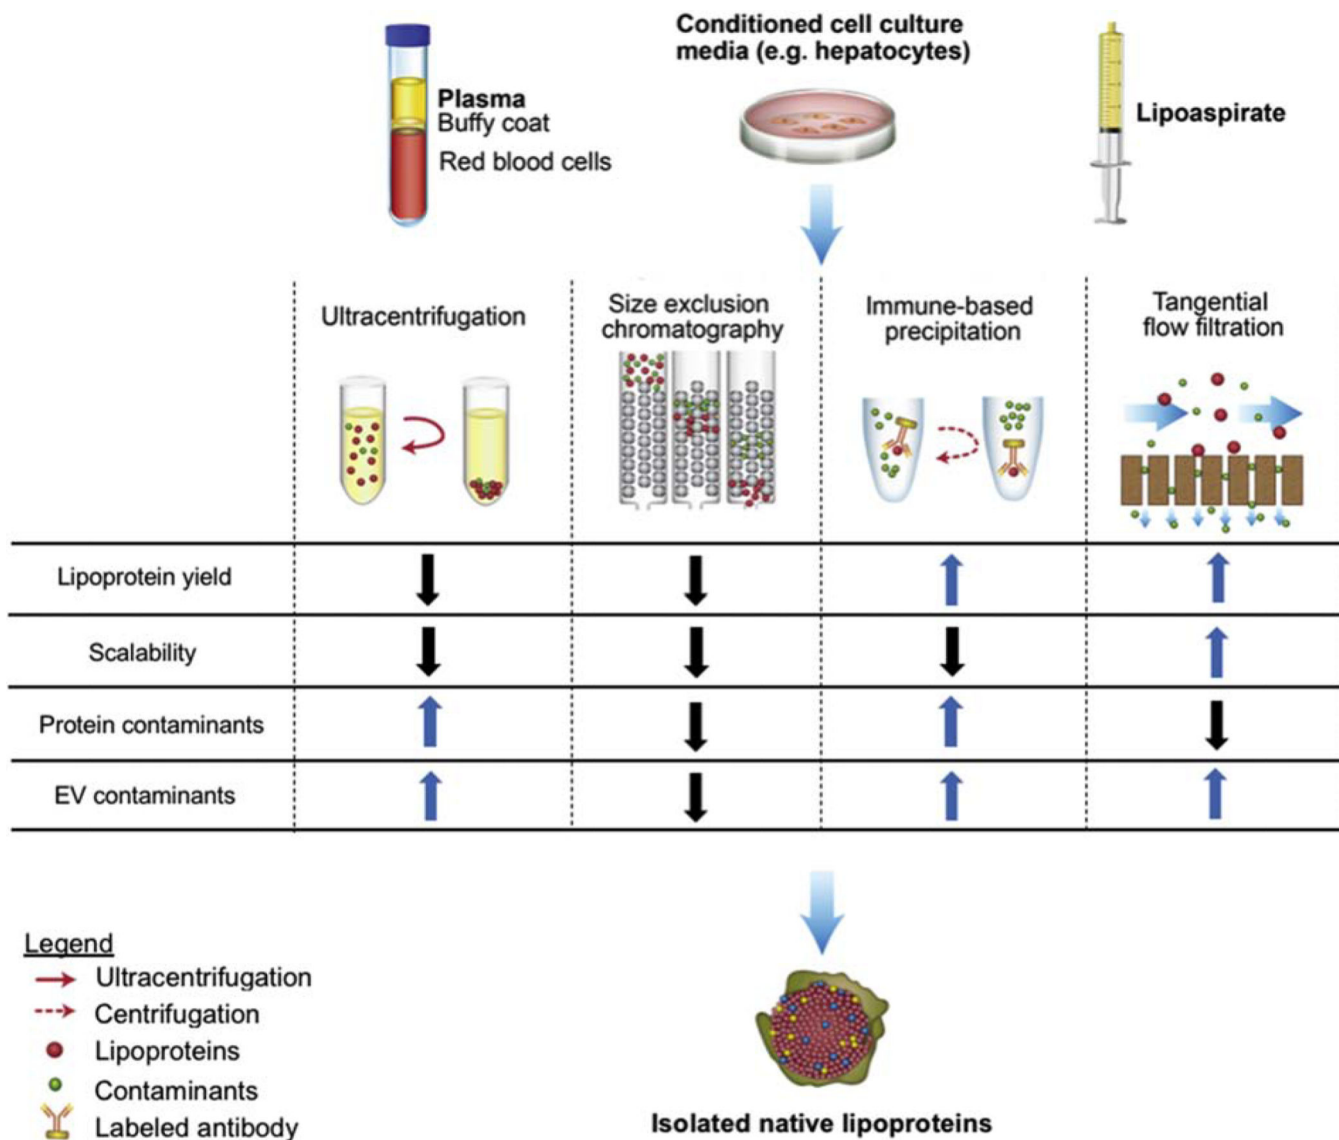 Conditioned cell culture
media (e.g. hepatocytes)
Plasma
Buffy coat
Red blood cells
Lipoaspirate
Ultracentrifugation
Size exclusion
chromatography
Immune-based
precipitation
Tangential
flow filtration
Lipoprotein yield
Scalability
Protein contaminants
EV contaminants
Legend
Ultracentrifugation
Centrifugation
Lipoproteins
Contaminants
Labeled antibody
Isolated native lipoproteins